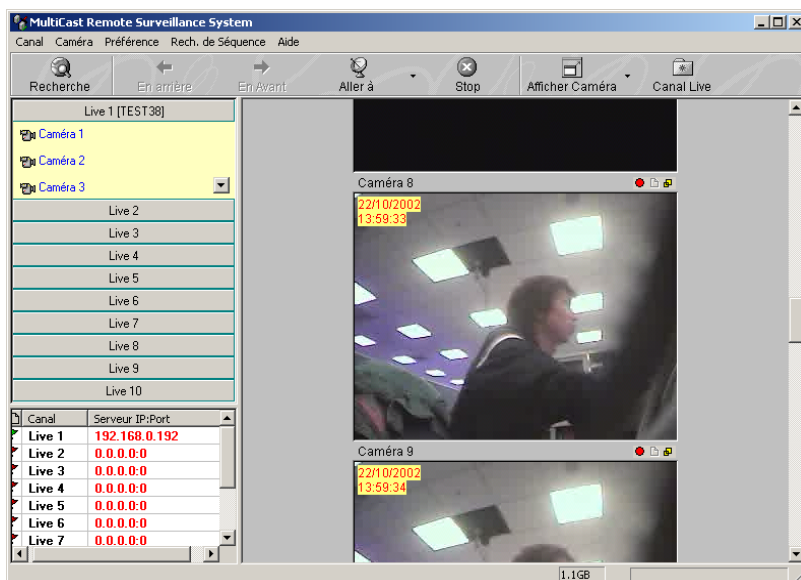 MultiCast Remote Surveillance System
Canal Caméra Préférence Rech. de Séquence Aide
Recherche En arrière En Avant Aller à Stop Afficher Caméra Canal Live
Live 1 [TEST38]
Caméra 1
Caméra 2
Caméra 3
Live 2
Live 3
Live 4
Live 5
Live 6
Live 7
Live 8
Live 9
Live 10
Canal Serveur IP:Port
Live 1 192.168.0.192
Live 2 0.0.0.0:0
Live 3 0.0.0.0:0
Live 4 0.0.0.0:0
Live 5 0.0.0.0:0
Live 6 0.0.0.0:0
Live 7 0.0.0.0:0
Caméra 8
22/10/2002
13:59:33
Caméra 9
22/10/2002
13:59:34
1.1GB